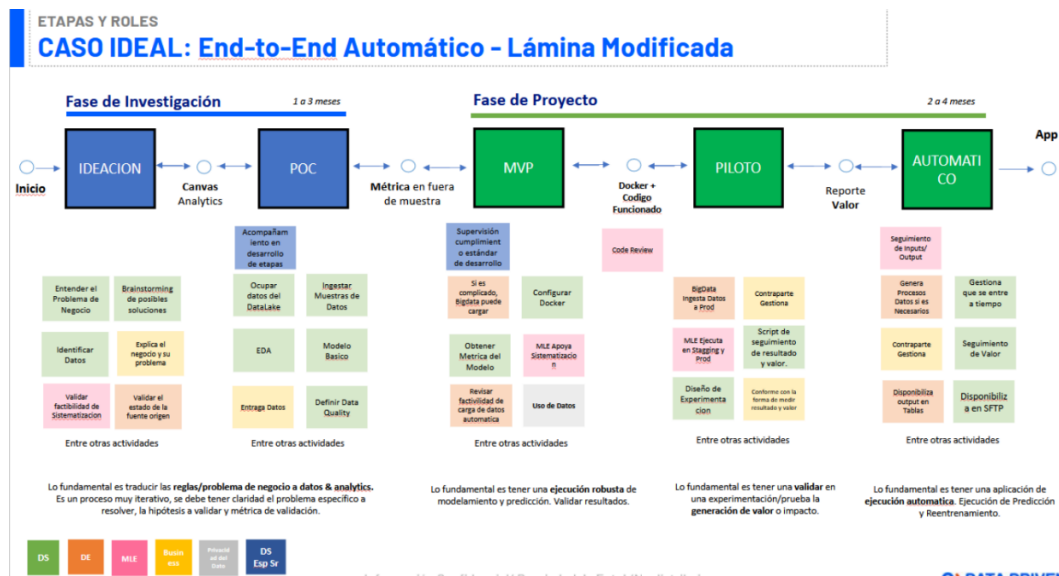 ETAPAS Y ROLES
CASO IDEAL: End-to-End Automático - Lámina Modificada
Fase de Investigación
1 a 3 meses
Fase de Proyecto
2 a 4 meses
App
IDEACION
POC
MVP
PILOTO
AUTOMATI
CO
Inicio
Canvas
Analytics
Métrica en fuera
de muestra
Docker +
Codigo
Funcionado
Reporte
Valor
Entender el
Problema de
Negocio
Brainstorming
de posibles
soluciones
Identificar
Datos
Explica el
negocio y su
problema
Validar
factibilidad de
Sistematizacion
Validar el
estado de la
fuente origen
Entre otras actividades
Acompañam
iento en
desarrollo
de etapas
Ocupar
datos del
DataLake
Ingestar
Muestras de
Datos
EDA
Modelo
Basico
Entraga Datos
Definir Data
Quality
Entre otras actividades
Supervisión
cumplimient
o estándar
de desarrollo
Si es
complicado,
Bigdata puede
cargar
Configurar
Docker
Obtener
Metrica del
Modelo
MLE Apoya
Sistematizacio
n
Revisar
factivilidad de
carga de datos
automatica
Uso de Datos
Entre otras actividades
Code Review
BigData
Ingesta Datos
a Prod
Contraparte
Gestiona
MLE Ejecuta
en Stagging y
Prod
Script de
seguimiento
de resultado
y valor.
Diseño de
Experimenta
cion
Conforme con la
forma de medir
resultado y valor
Entre otras actividades
Seguimiento
de Inputs/
Output
Genera
Procesos
Datos si es
Necesarios
Gestiona
que se entre
a tiempo
Contraparte
Gestiona
Seguimiento
de Valor
Disponibiliza
output en
Tablas
Disponibiliz
a en SFTP
Entre otras actividades
Lo fundamental es traducir las reglas/problema de negocio a datos & analytics.
Es un proceso muy iterativo, se debe tener claridad el problema específico a
resolver, la hipótesis a validar y métrica de validación.
Lo fundamental es tener una ejecución robusta de
modelamiento y predicción. Validar resultados.
Lo fundamental es tener una validar en
una experimentación/prueba la
generación de valor o impacto.
Lo fundamental es tener una aplicación de
ejecución automatica. Ejecución de Predicción
y Reentrenamiento.
DS
DE
MLE
Busin
ess
Privacid
ad del
Dato
DS
Esp Sr
DATA DRIVE